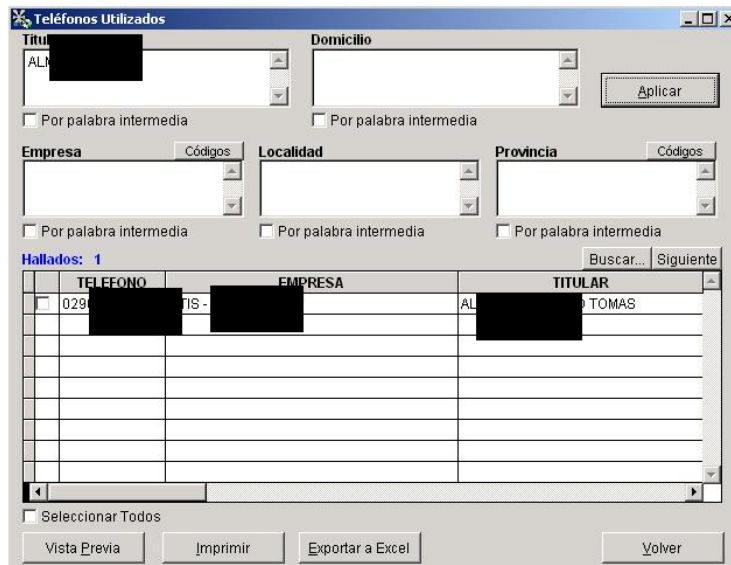 Teléfonos Utilizados
Domicilio
Aplicar
Por palabra intermedia Por palabra intermedia
Empresa Códigos Localidad Provincia Códigos
Por palabra intermedia Por palabra intermedia Por palabra intermedia
Hallados: 1 Buscar... Siguiente
TELEFONO EMPRESA TITULAR
TOMAS
Seleccionar Todos
Vista Previa Imprimir Exportar a Excel Volver